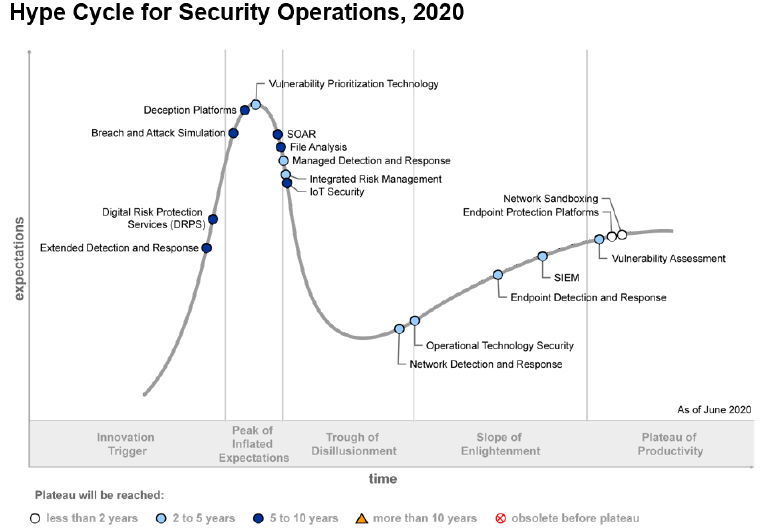 Hype Cycle for Security Operations, 2020
Vulnerability Prioritization Technology
Deception Platforms
Breach and Attack Simulation
SOAR
File Analysis
Managed Detection and Response
Integrated Risk Management
IoT Security
Network Sandboxing
Endpoint Protection Platforms
Digital Risk Protection
Services (DRPS)
Extended Detection and Response
Vulnerability Assessment
SIEM
Endpoint Detection and Response
Operational Technology Security
Network Detection and Response
expectations
As of June 2020
Innovation
Trigger
Peak of
Inflated
Expectations
Trough of
Disillusionment
Slope of
Enlightenment
Plateau of
Productivity
time
Plateau will be reached:
less than 2 years
2 to 5 years
5 to 10 years
more than 10 years
obsolete before plateau